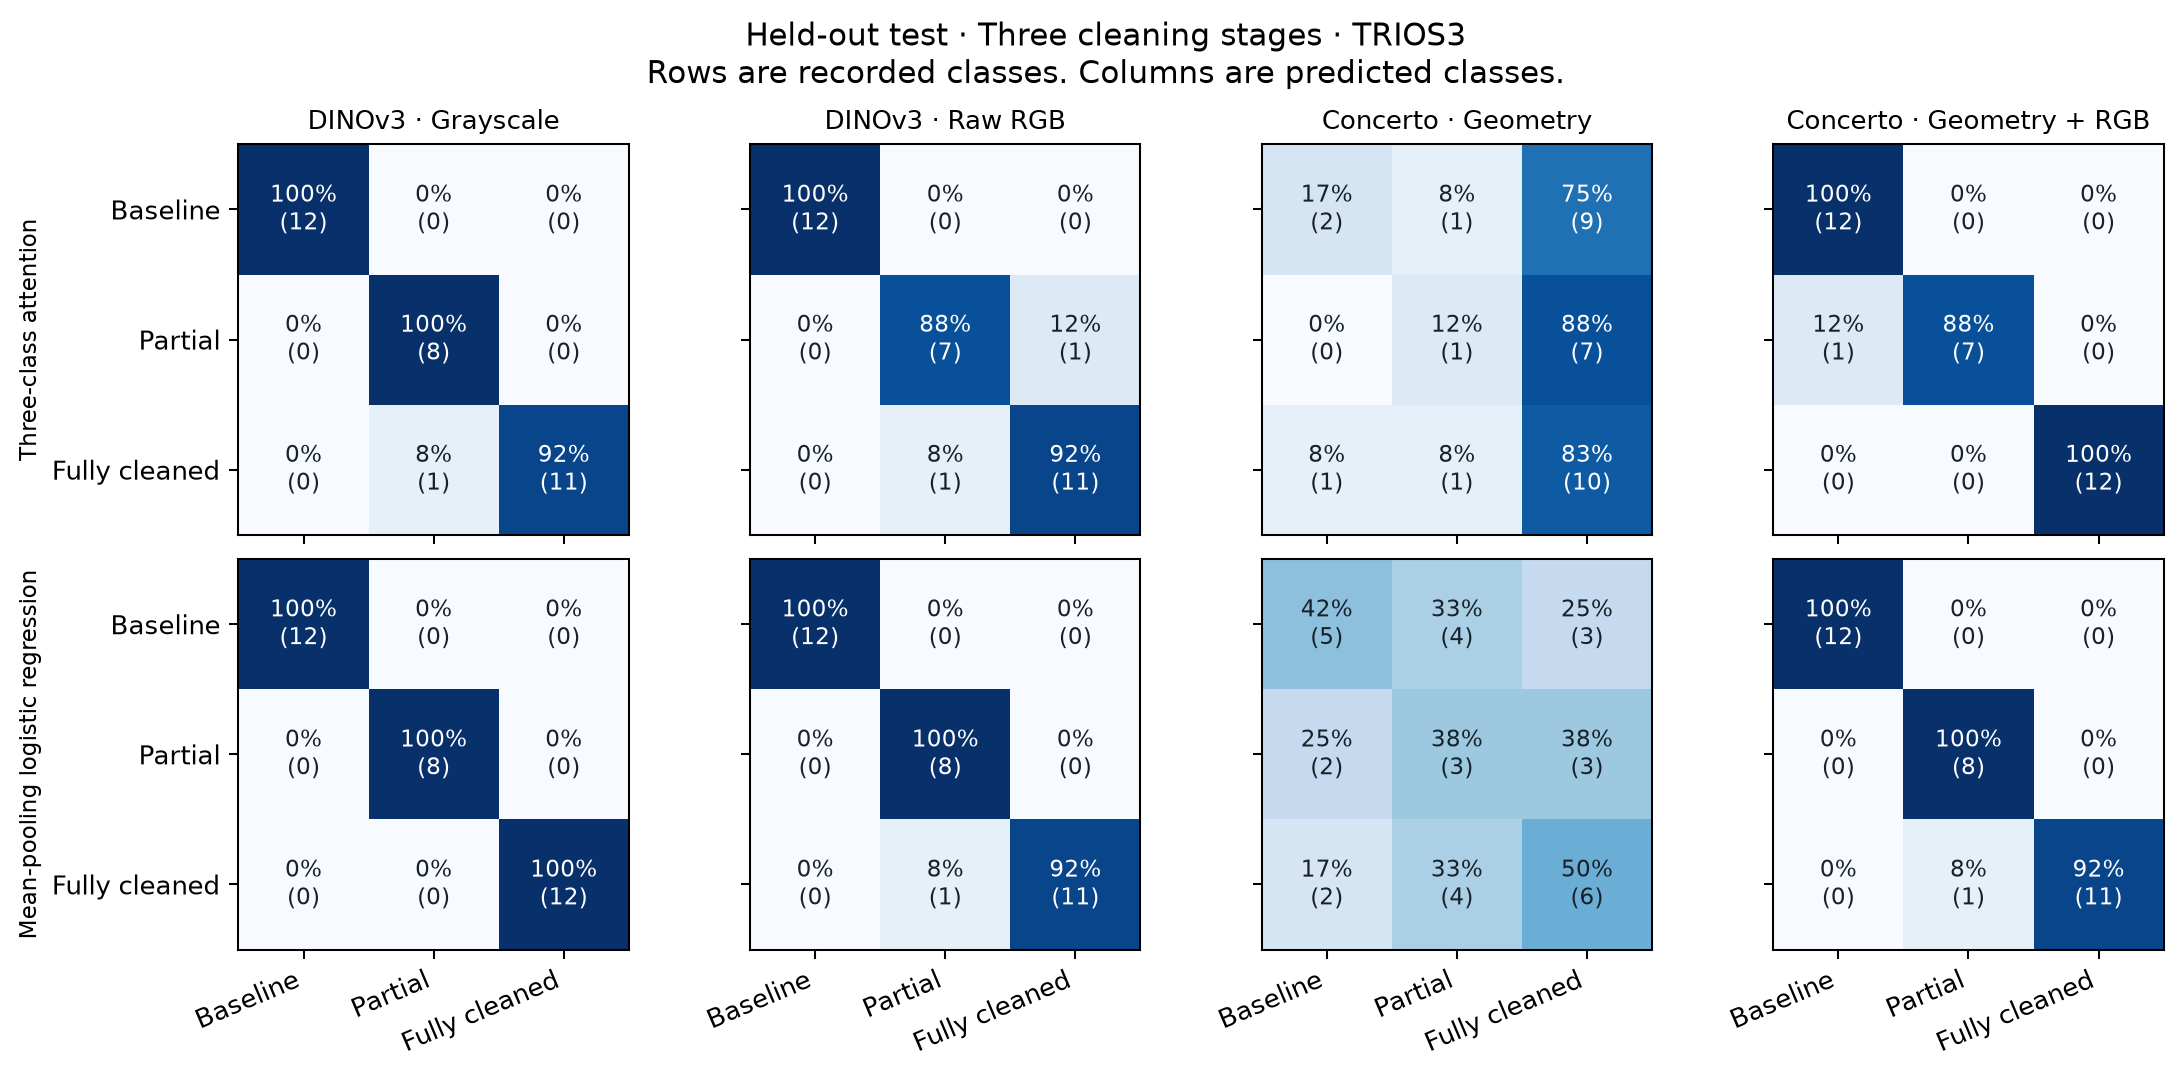 Held-out test · Three cleaning stages · TRIOS3
Rows are recorded classes. Columns are predicted classes.
DINOv3 · Grayscale
DINOv3 · Raw RGB
Concerto · Geometry
Concerto · Geometry + RGB
Three-class attention
Baseline
100% 0% 0% 100% 0% 0% 17% 8% 75% 100% 0% 0%
(12) (0) (0) (12) (0) (0) (2) (1) (9) (12) (0) (0)
Partial
0% 100% 0% 0% 88% 12% 0% 12% 88% 12% 88% 0%
(0) (8) (0) (0) (7) (1) (0) (1) (7) (1) (7) (0)
Fully cleaned
0% 8% 92% 0% 8% 92% 8% 8% 83% 0% 0% 100%
(0) (1) (11) (0) (1) (11) (1) (1) (10) (0) (0) (12)
Mean-pooling logistic regression
Baseline
100% 0% 0% 100% 0% 0% 42% 33% 25% 100% 0% 0%
(12) (0) (0) (12) (0) (0) (5) (4) (3) (12) (0) (0)
Partial
0% 100% 0% 0% 100% 0% 25% 38% 38% 0% 100% 0%
(0) (8) (0) (0) (8) (0) (2) (3) (3) (0) (8) (0)
Fully cleaned
0% 0% 100% 0% 8% 92% 17% 33% 50% 0% 8% 92%
(0) (0) (12) (0) (1) (11) (2) (4) (6) (0) (1) (11)
Baseline Partial Fully cleaned Baseline Partial Fully cleaned Baseline Partial Fully cleaned Baseline Partial Fully cleaned